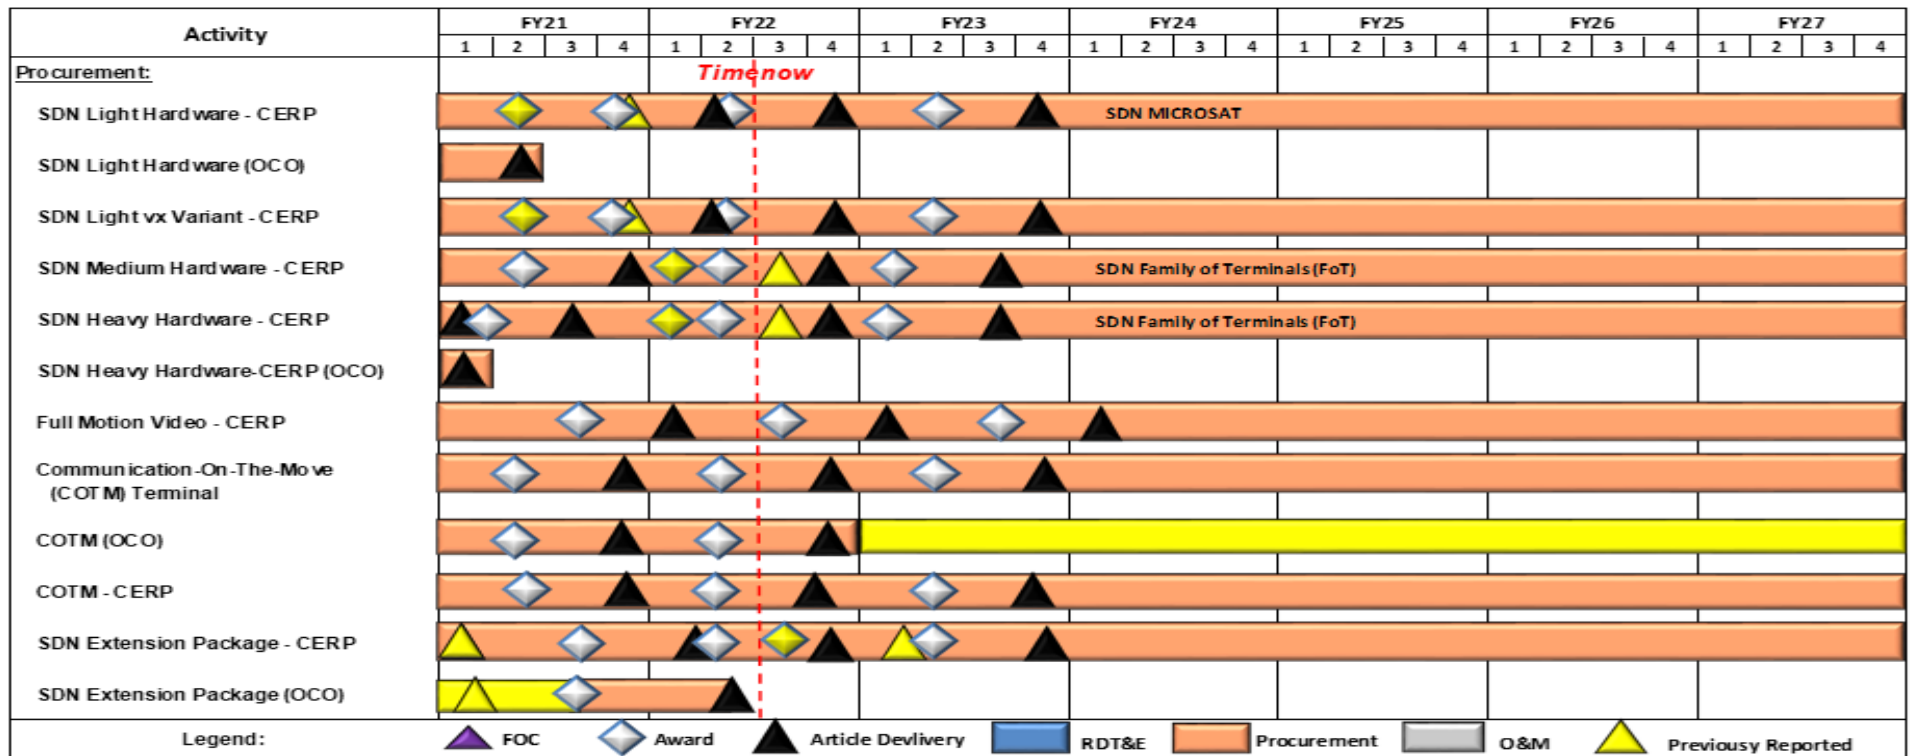 Activity FY21 FY22 FY23 FY24 FY25 FY26 FY27
1 2 3 4 1 2 3 4 1 2 3 4 1 2 3 4 1 2 3 4 1 2 3 4 1 2 3 4
Procurement: Timenow
SDN Light Hardware - CERP SDN MICROSAT
SDN Light Hardware (OCO)
SDN Light vx Variant - CERP
SDN Medium Hardware - CERP SDN Family of Terminals (FoT)
SDN Heavy Hardware - CERP SDN Family of Terminals (FoT)
SDN Heavy Hardware-CERP (OCO)
Full Motion Video - CERP
Communication-On-The-Move
(COTM) Terminal
COTM (OCO)
COTM - CERP
SDN Extension Package - CERP
SDN Extension Package (OCO)
Legend: FOC Award Article Devlivery RDT&E Procurement O&M Previousy Reported